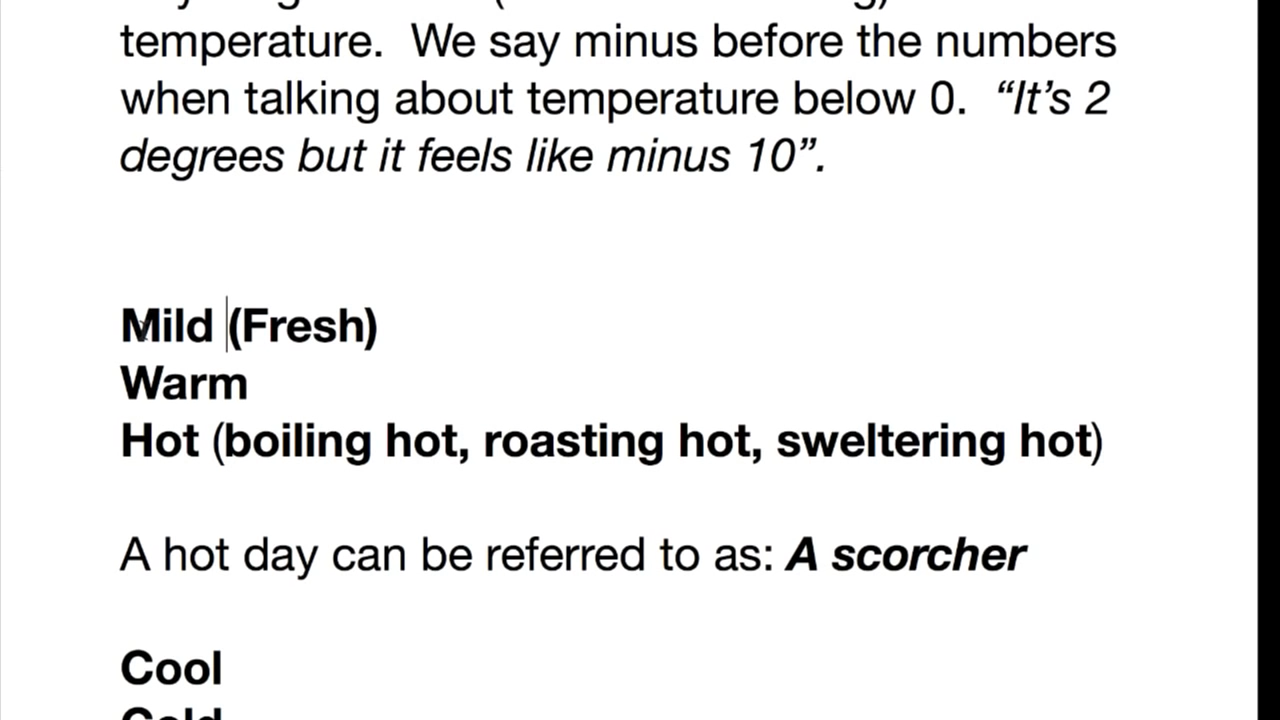 temperature. We say minus before the numbers
when talking about temperature below 0. “It’s 2
degrees but it feels like minus 10”.
Mild (Fresh)
Warm
Hot (boiling hot, roasting hot, sweltering hot)
A hot day can be referred to as: A scorcher
Cool
Cold